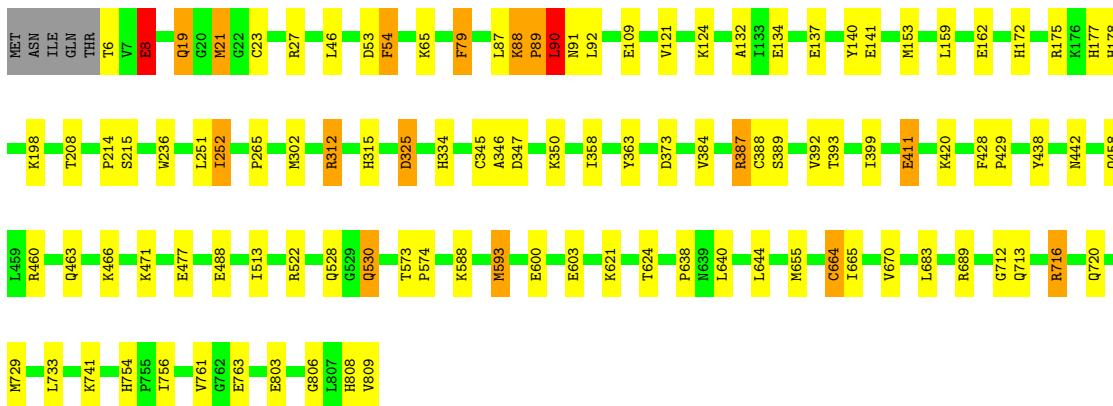 MET ASN ILE GLN THR T6 V7 E8 Q19 G20 M21 G22 C23 R27 L46 D53 F54 K65 F79 L87 K88 P89 L90 N91 L92 E109 V121 K124 A132 I133 E134 E137 Y140 E141 M153 L159 E162 H172 R175 K176 H177 H178
K198 T208 P214 S215 W236 L251 I252 P265 M302 R312 H315 D325 H334 C345 A346 D347 K350 I358 Y363 D373 V384 R387 C388 S389 V392 T393 I399 E411 K420 F428 P429 Y438 N442
L459 R460 Q463 K466 K471 E477 E488 I513 R522 Q528 G529 Q530 T573 P574 K588 M593 E600 E603 K621 T624 P638 N639 L640 L644 M655 C664 I665 V670 L683 R689 G712 Q713 R716 Q720
M729 L733 K741 H754 P755 I756 V761 G762 E763 E803 G806 L807 H808 V809